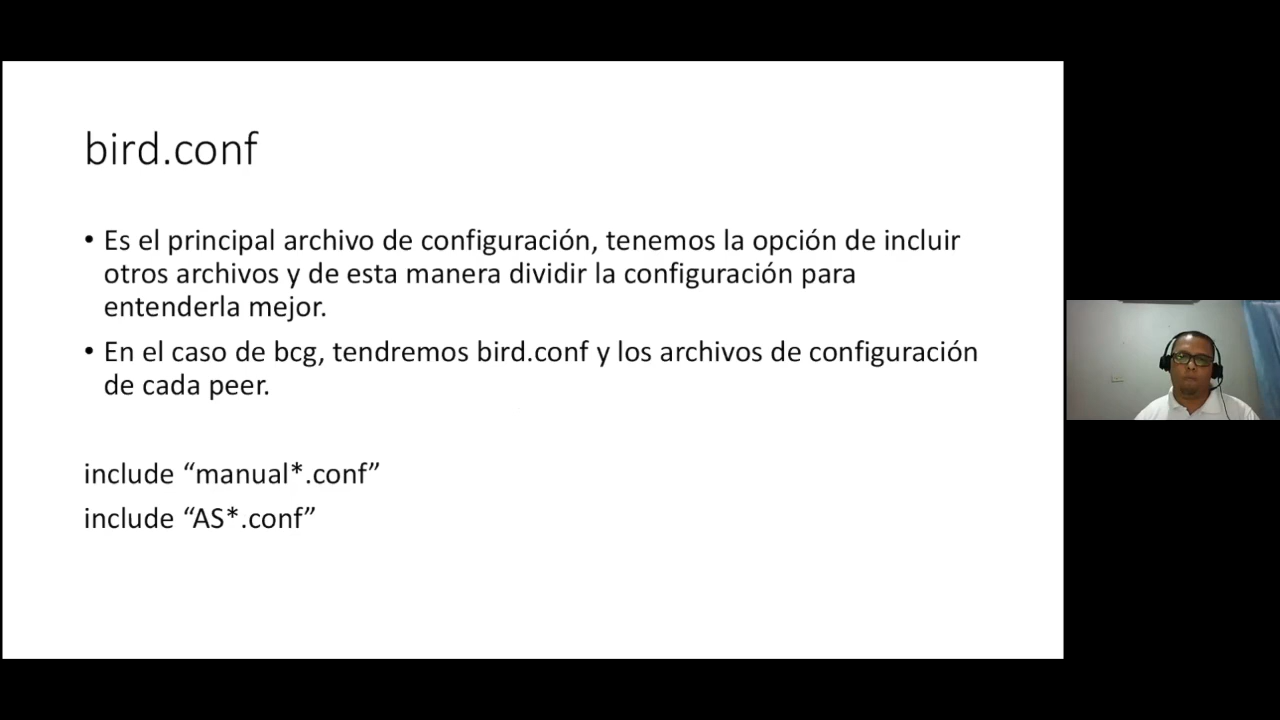 bird.conf
• Es el principal archivo de configuración, tenemos la opción de incluir
otros archivos y de esta manera dividir la configuración para
entenderla mejor.
• En el caso de bcg, tendremos bird.conf y los archivos de configuración
de cada peer.
include “manual*.conf”
include “AS*.conf”